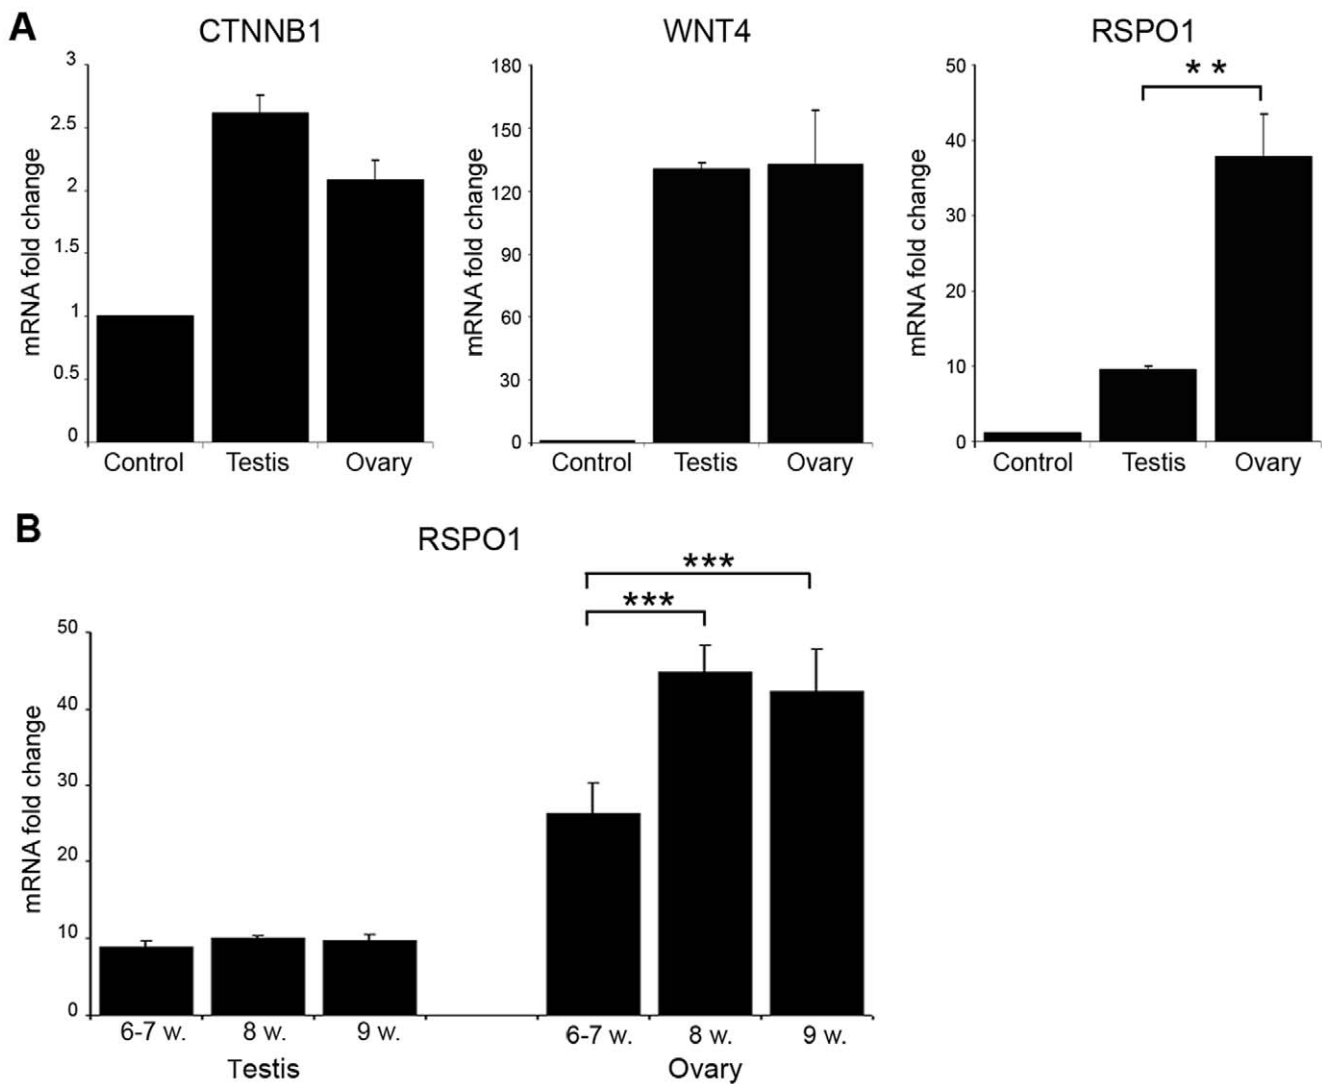 A
CTNNB1
WNT4
RSPO1
mRNA fold change
3
2.5
2
1.5
1
0.5
0
Control Testis Ovary
mRNA fold change
180
150
120
90
60
30
0
Control Testis Ovary
mRNA fold change
50
40
30
20
10
0
* *
Control Testis Ovary
B
RSPO1
***
***
mRNA fold change
50
40
30
20
10
0
6-7 w. 8 w. 9 w. 6-7 w. 8 w. 9 w.
Testis Ovary